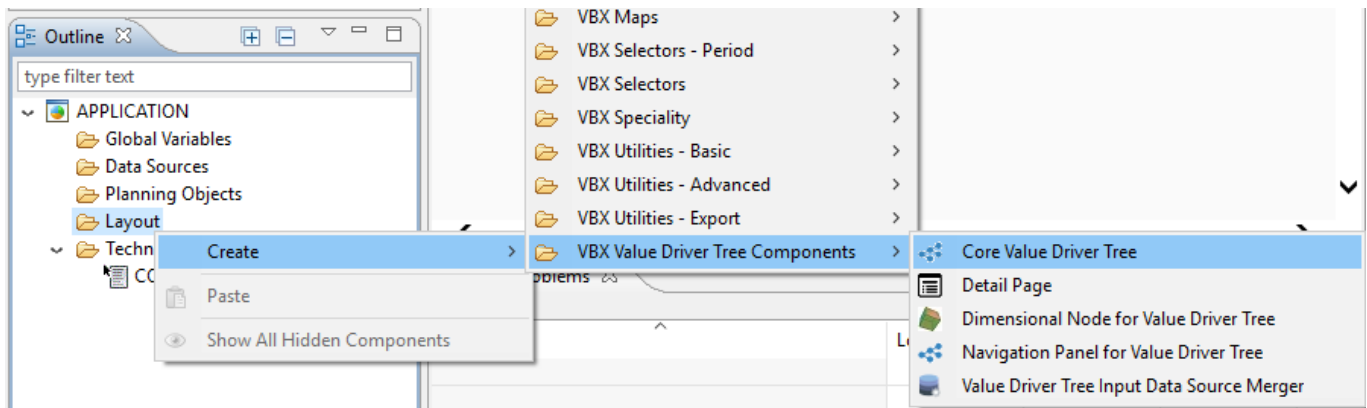 Outline
type filter text
APPLICATION
Global Variables
Data Sources
Planning Objects
Layout
Techn
Create
Paste
Show All Hidden Components
VBX Maps
VBX Selectors - Period
VBX Selectors
VBX Speciality
VBX Utilities - Basic
VBX Utilities - Advanced
VBX Utilities - Export
VBX Value Driver Tree Components
Core Value Driver Tree
Detail Page
Dimensional Node for Value Driver Tree
Navigation Panel for Value Driver Tree
Value Driver Tree Input Data Source Merger